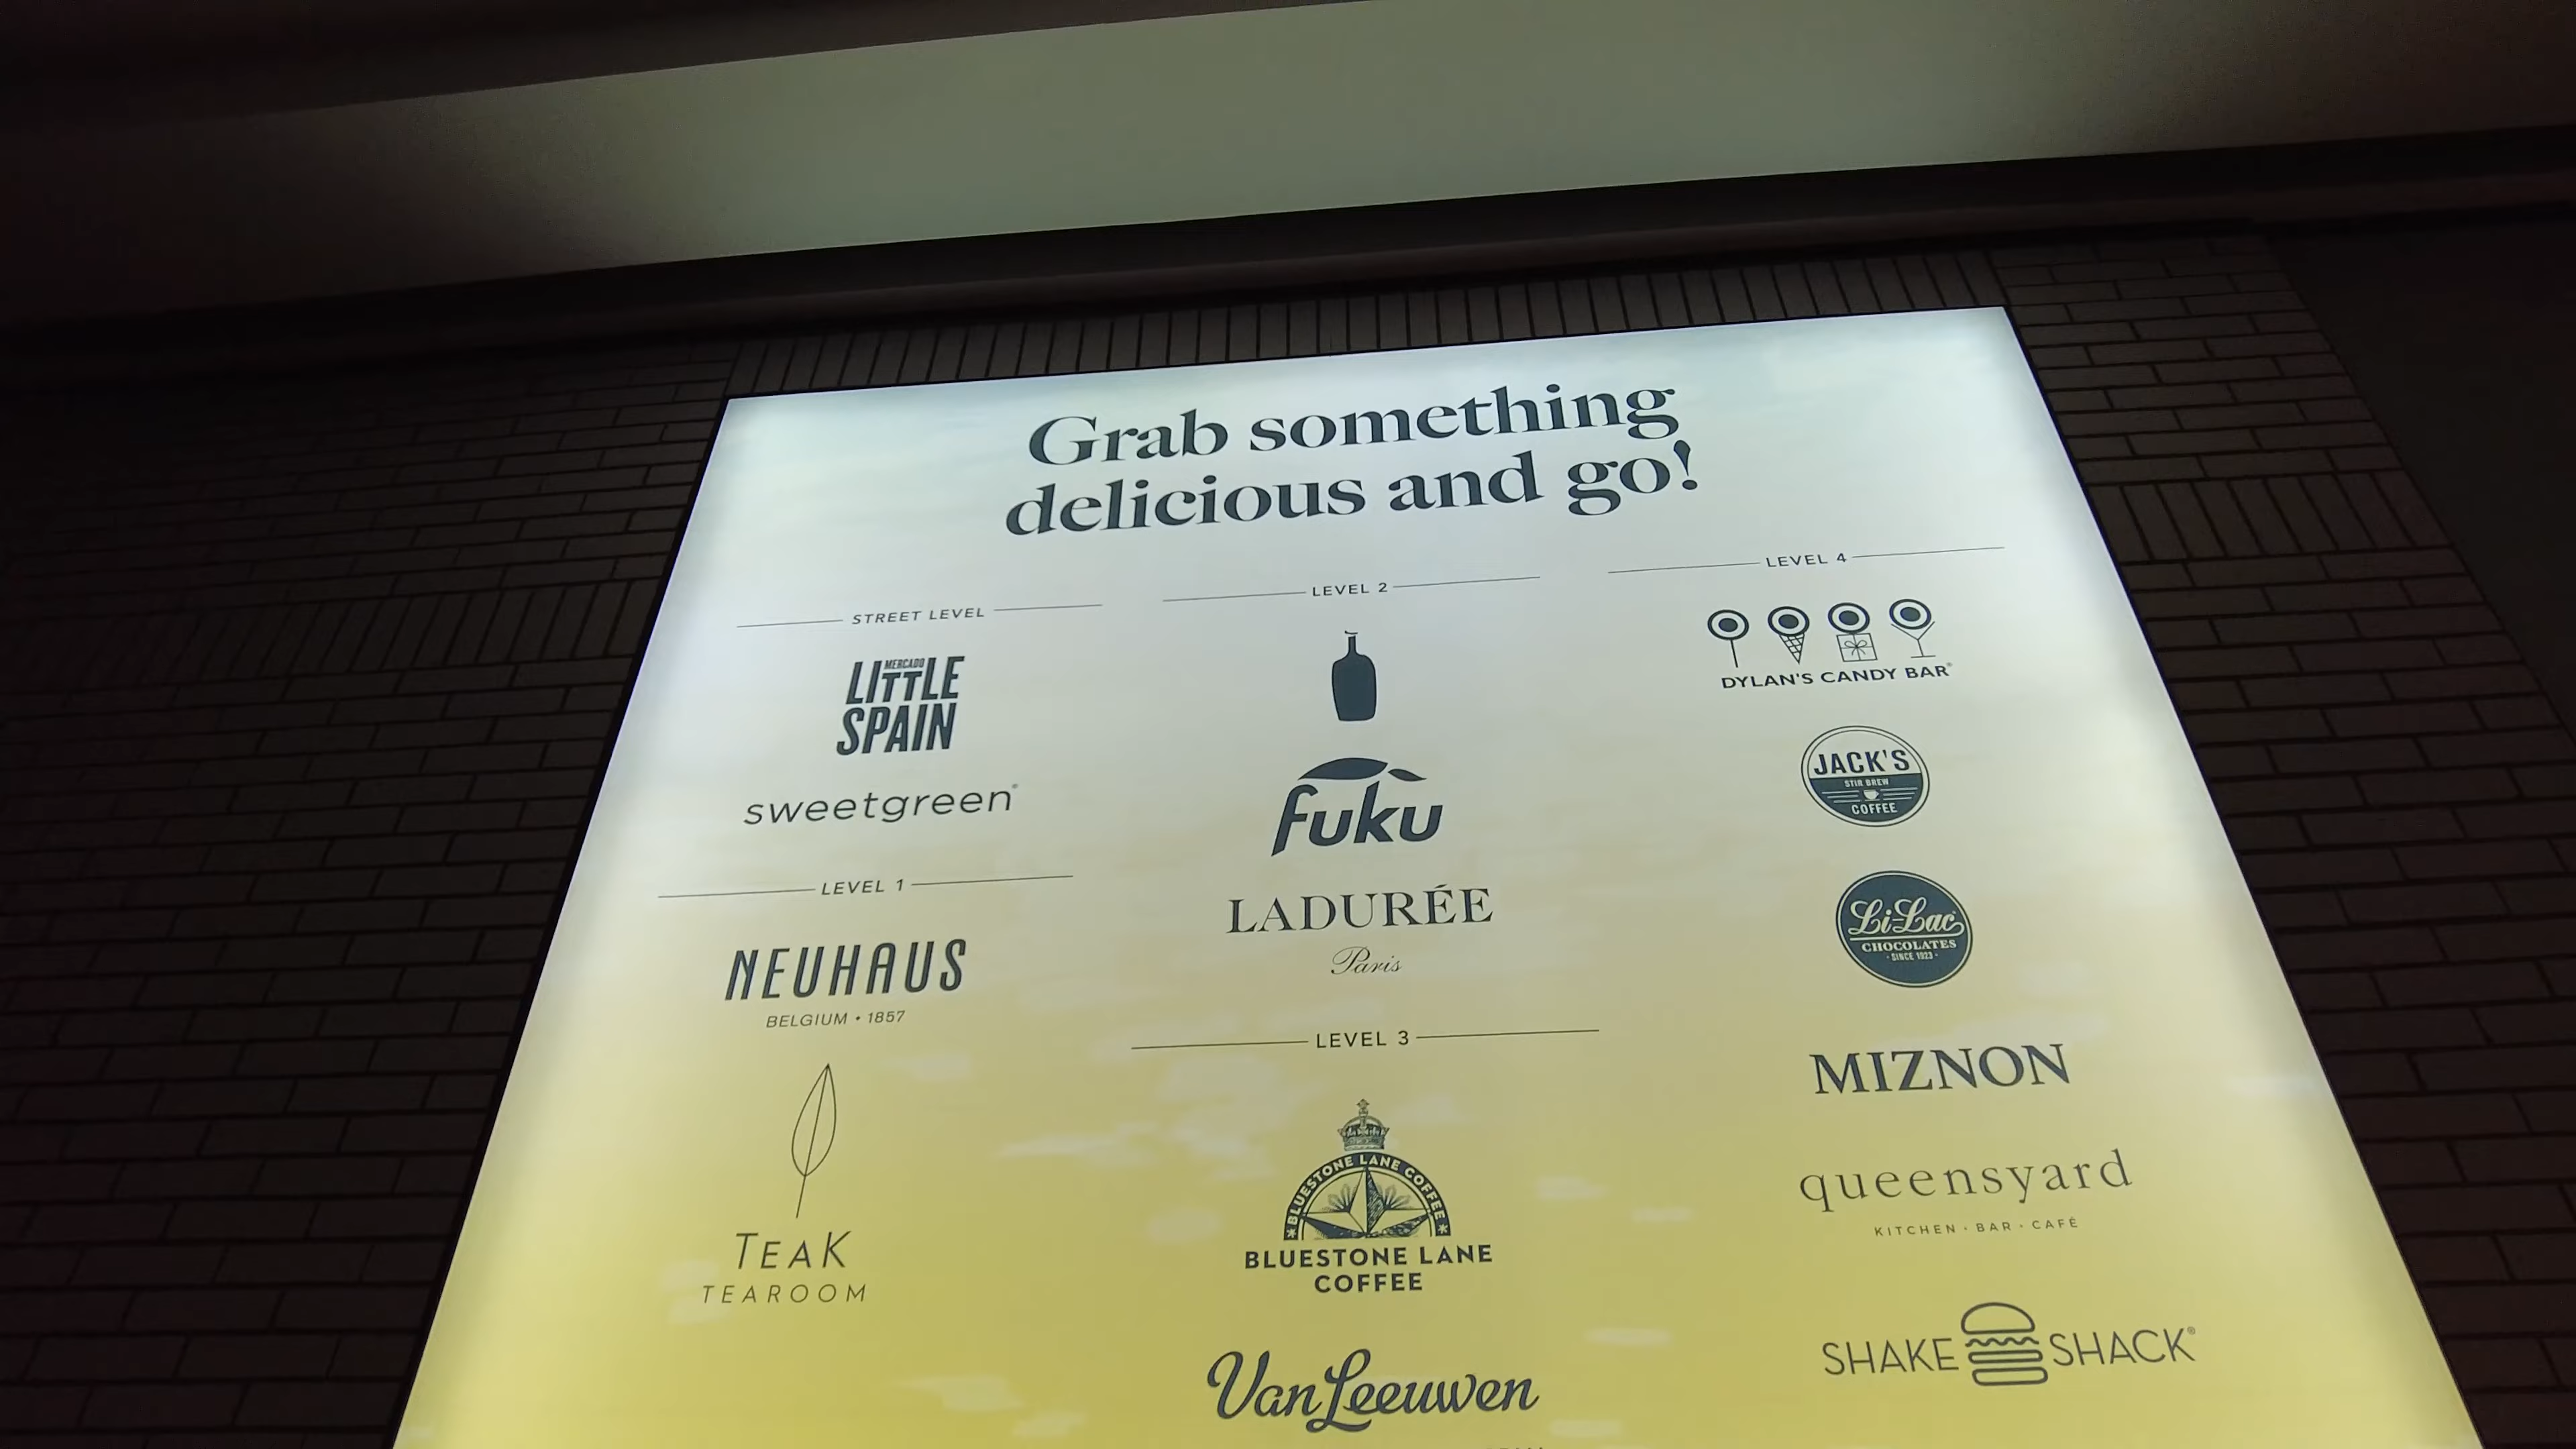 Grab something
delicious and go!
STREET LEVEL
MERCADO
LITTLE
SPAIN
sweetgreen®
LEVEL 1
NEUHAUS
BELGIUM • 1857
TEAK
TEAROOM
LEVEL 2
fuku
LADURÉE
Paris
LEVEL 3
BLUESTONE LANE COFFEE
BLUESTONE LANE
COFFEE
Van Leeuwen
LEVEL 4
DYLAN'S CANDY BAR®
JACK'S
STIR BREW
COFFEE
Li-Lac
CHOCOLATES
· SINCE 1923 ·
MIZNON
queensyard
KITCHEN · BAR · CAFÉ
SHAKE SHACK®